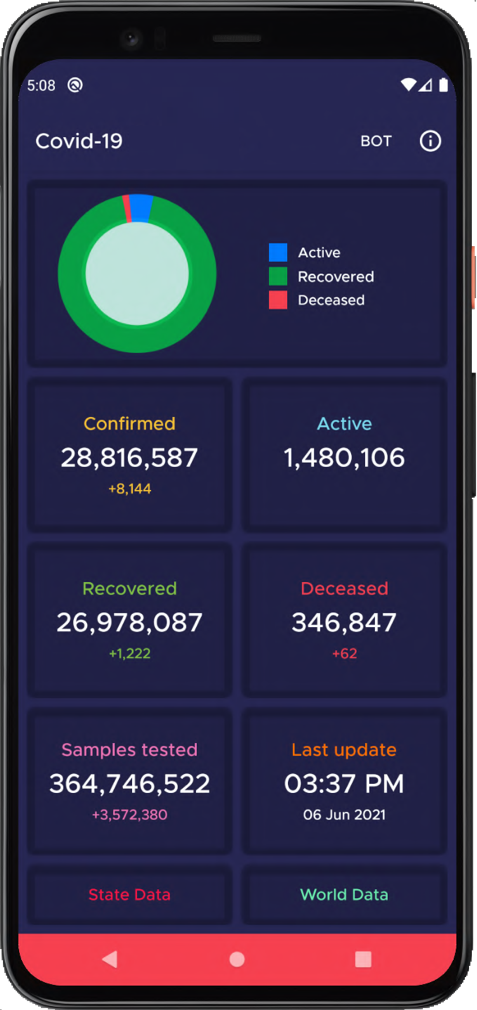 5:08
Covid-19
BOT
Active
Recovered
Deceased
Confirmed
28,816,587
+8,144
Active
1,480,106
Recovered
26,978,087
+1,222
Deceased
346,847
+62
Samples tested
364,746,522
+3,572,380
Last update
03:37 PM
06 Jun 2021
State Data
World Data